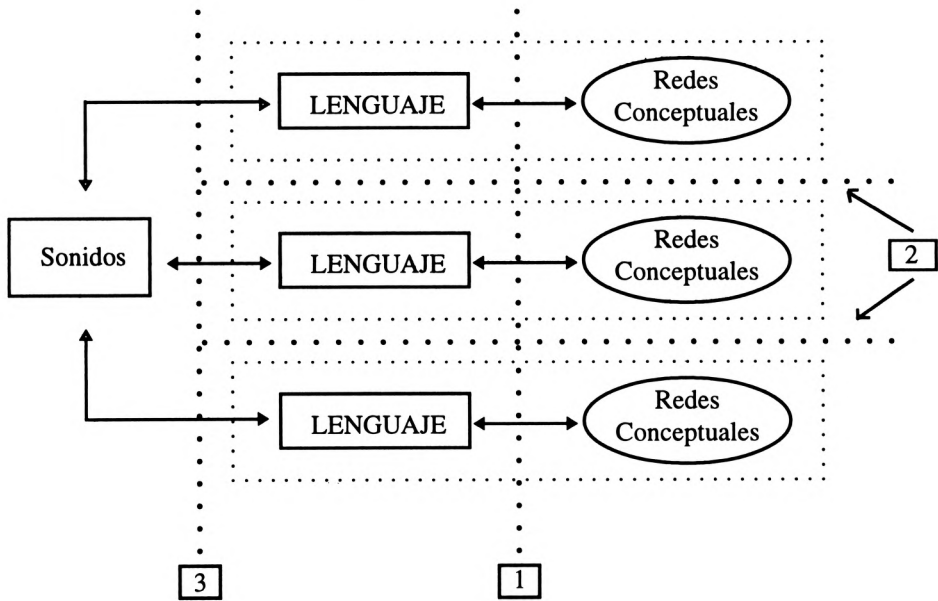 Redes
Conceptuales
LENGUAJE
Sonidos
LENGUAJE
Redes
Conceptuales
2
LENGUAJE
Redes
Conceptuales
3
1